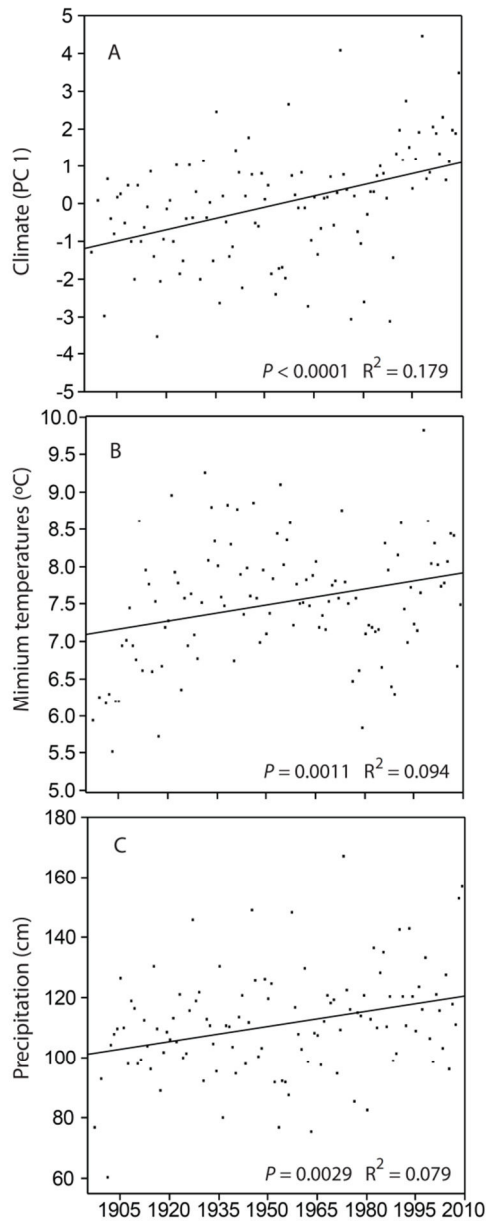 5
A
4
3
2
1
0
-1
-2
-3
-4
-5
Climate (PC 1)
P < 0.0001 R² = 0.179
10.0
B
9.5
9.0
8.5
8.0
7.5
7.0
6.5
6.0
5.5
5.0
Mimium temperatures (ºC)
P = 0.0011 R² = 0.094
180
C
160
140
120
100
80
60
Precipitation (cm)
P = 0.0029 R² = 0.079
1905 1920 1935 1950 1965 1980 1995 2010